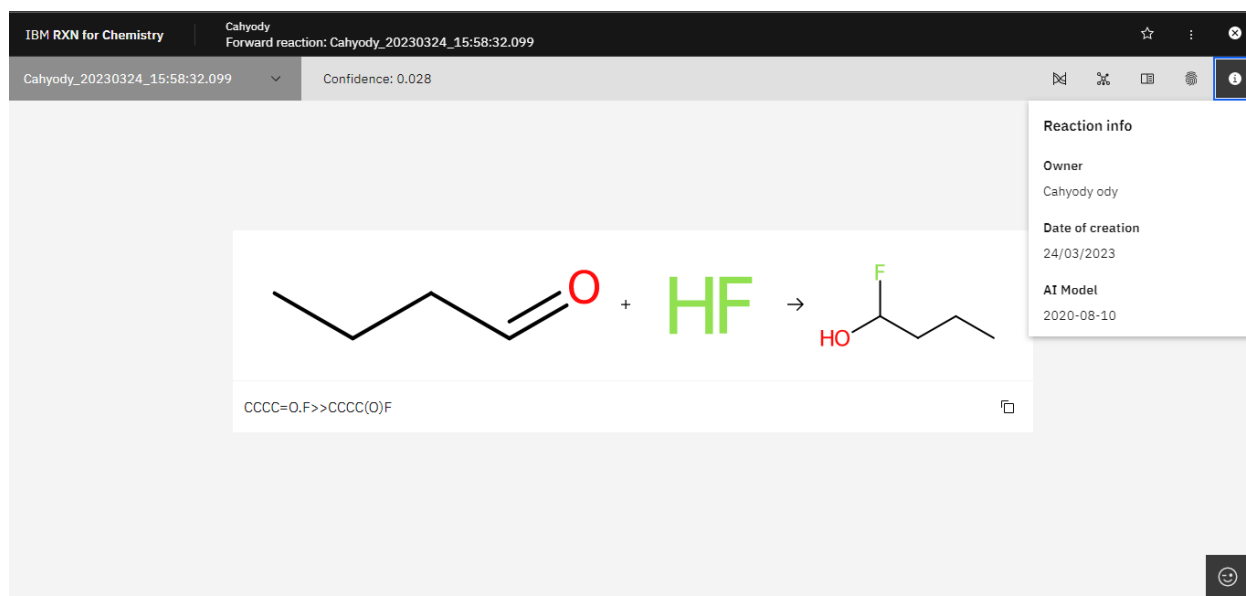 IBM RXN for Chemistry
Cahyody
Forward reaction: Cahyody_20230324_15:58:32.099
Cahyody_20230324_15:58:32.099
Confidence: 0.028
Reaction info
Owner
Cahyody ody
Date of creation
24/03/2023
AI Model
2020-08-10
O
+
HF
→
F
HO
CCCC=O.F>>CCCC(O)F